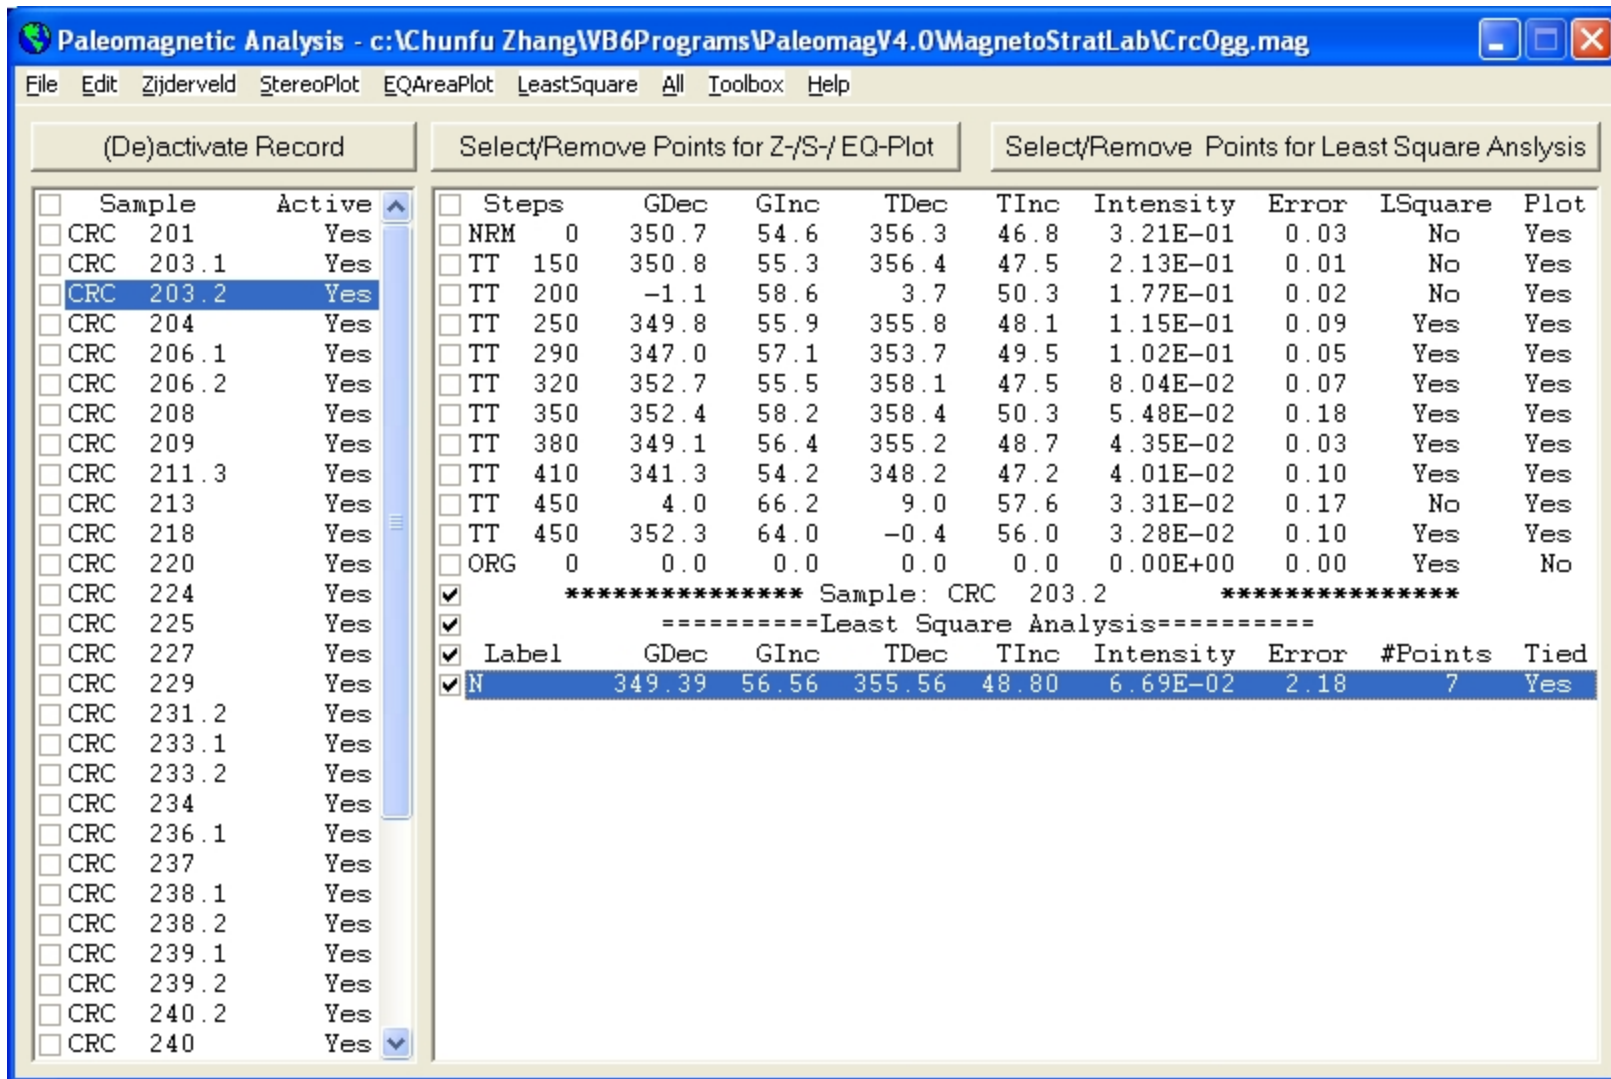 Paleomagnetic Analysis - c:\Chunfu Zhang\VB6Programs\PaleomagV4.0\MagnetoStratLab\CrcOgg.mag
File Edit Zijderveld StereoPlot EQAreaPlot LeastSquare All Toolbox Help
(De)activate Record
Select/Remove Points for Z-/S-/ EQ-Plot
Select/Remove Points for Least Square Anslysis
Sample Active
CRC 201 Yes
CRC 203.1 Yes
CRC 203.2 Yes
CRC 204 Yes
CRC 206.1 Yes
CRC 206.2 Yes
CRC 208 Yes
CRC 209 Yes
CRC 211.3 Yes
CRC 213 Yes
CRC 218 Yes
CRC 220 Yes
CRC 224 Yes
CRC 225 Yes
CRC 227 Yes
CRC 229 Yes
CRC 231.2 Yes
CRC 233.1 Yes
CRC 233.2 Yes
CRC 234 Yes
CRC 236.1 Yes
CRC 237 Yes
CRC 238.1 Yes
CRC 238.2 Yes
CRC 239.1 Yes
CRC 239.2 Yes
CRC 240.2 Yes
CRC 240 Yes
Steps GDec GInc TDec TInc Intensity Error LSquare Plot
NRM 0 350.7 54.6 356.3 46.8 3.21E-01 0.03 No Yes
TT 150 350.8 55.3 356.4 47.5 2.13E-01 0.01 No Yes
TT 200 -1.1 58.6 3.7 50.3 1.77E-01 0.02 No Yes
TT 250 349.8 55.9 355.8 48.1 1.15E-01 0.09 Yes Yes
TT 290 347.0 57.1 353.7 49.5 1.02E-01 0.05 Yes Yes
TT 320 352.7 55.5 358.1 47.5 8.04E-02 0.07 Yes Yes
TT 350 352.4 58.2 358.4 50.3 5.48E-02 0.18 Yes Yes
TT 380 349.1 56.4 355.2 48.7 4.35E-02 0.03 Yes Yes
TT 410 341.3 54.2 348.2 47.2 4.01E-02 0.10 Yes Yes
TT 450 4.0 66.2 9.0 57.6 3.31E-02 0.17 No Yes
TT 450 352.3 64.0 -0.4 56.0 3.28E-02 0.10 Yes Yes
ORG 0 0.0 0.0 0.0 0.0 0.00E+00 0.00 Yes No
*************** Sample: CRC 203.2 ***************
==========Least Square Analysis==========
Label GDec GInc TDec TInc Intensity Error #Points Tied
N 349.39 56.56 355.56 48.80 6.69E-02 2.18 7 Yes